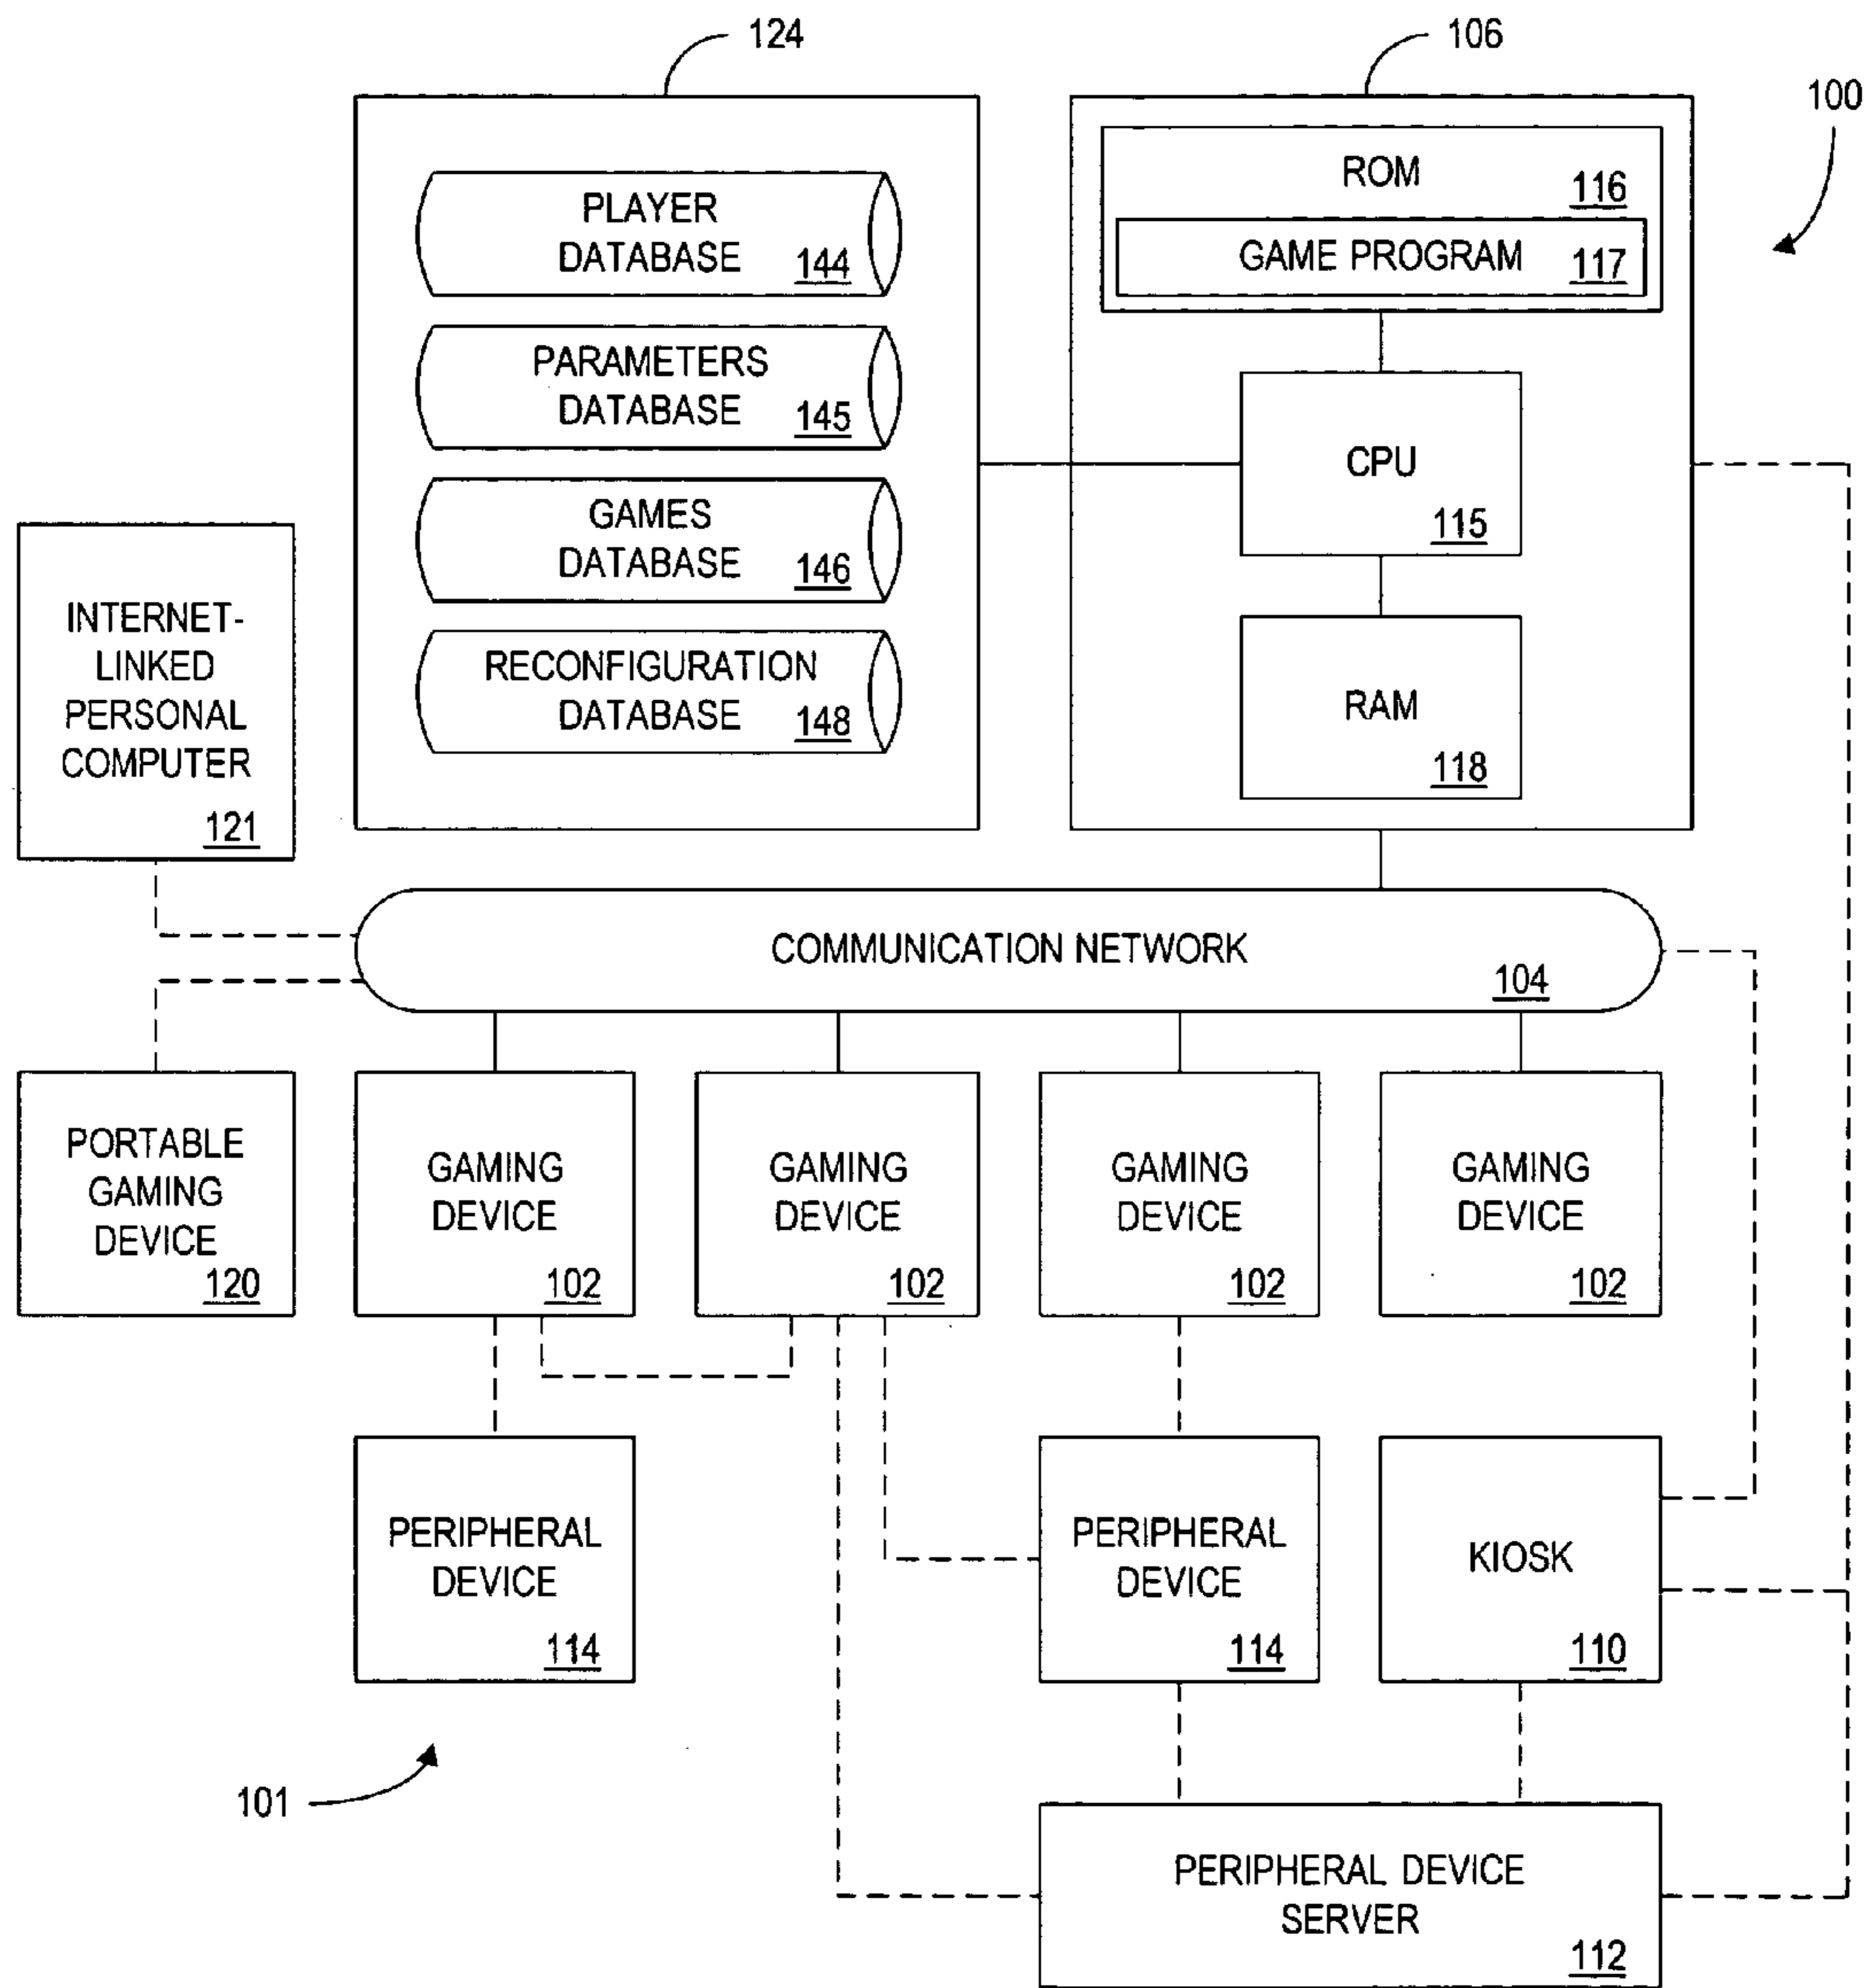 124
106
100
PLAYER
DATABASE
144
PARAMETERS
DATABASE
145
GAMES
DATABASE
146
RECONFIGURATION
DATABASE
148
ROM
116
GAME PROGRAM
117
CPU
115
RAM
118
INTERNET-
LINKED
PERSONAL
COMPUTER
121
COMMUNICATION NETWORK
104
PORTABLE
GAMING
DEVICE
120
GAMING
DEVICE
102
GAMING
DEVICE
102
GAMING
DEVICE
102
GAMING
DEVICE
102
PERIPHERAL
DEVICE
114
PERIPHERAL
DEVICE
114
KIOSK
110
101
PERIPHERAL DEVICE
SERVER
112